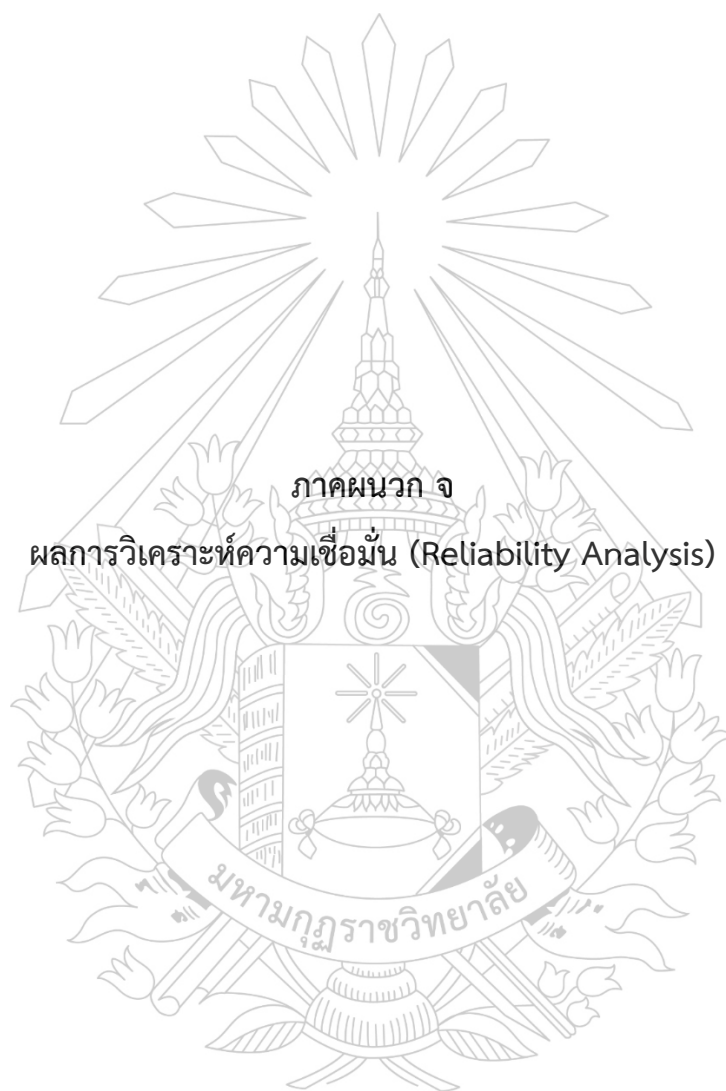 ภาคผนวก จ
ผลการวิเคราะห์ความเชื่อมั่น (Reliability Analysis)
มหามกุฏราชวิทยาลัย